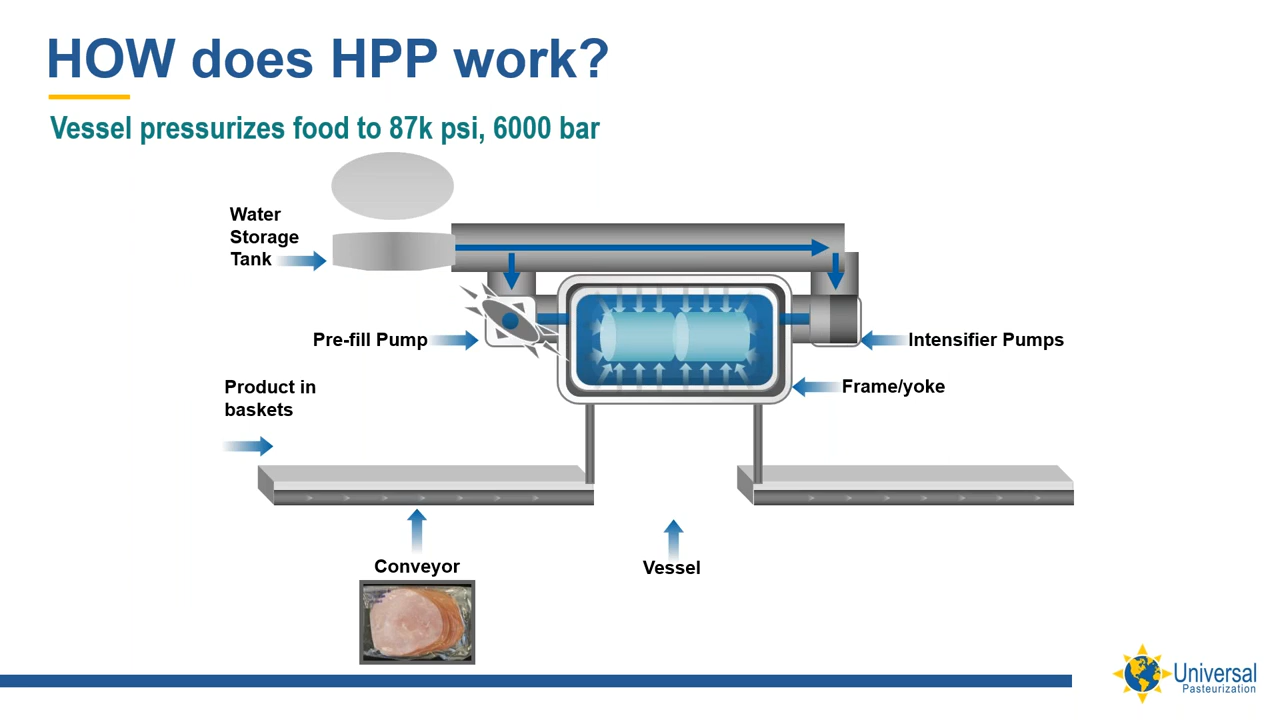 HOW does HPP work?
Vessel pressurizes food to 87k psi, 6000 bar
Water
Storage
Tank
Pre-fill Pump
Intensifier Pumps
Product in
baskets
Frame/yoke
Conveyor
Vessel
Universal
Pasteurization